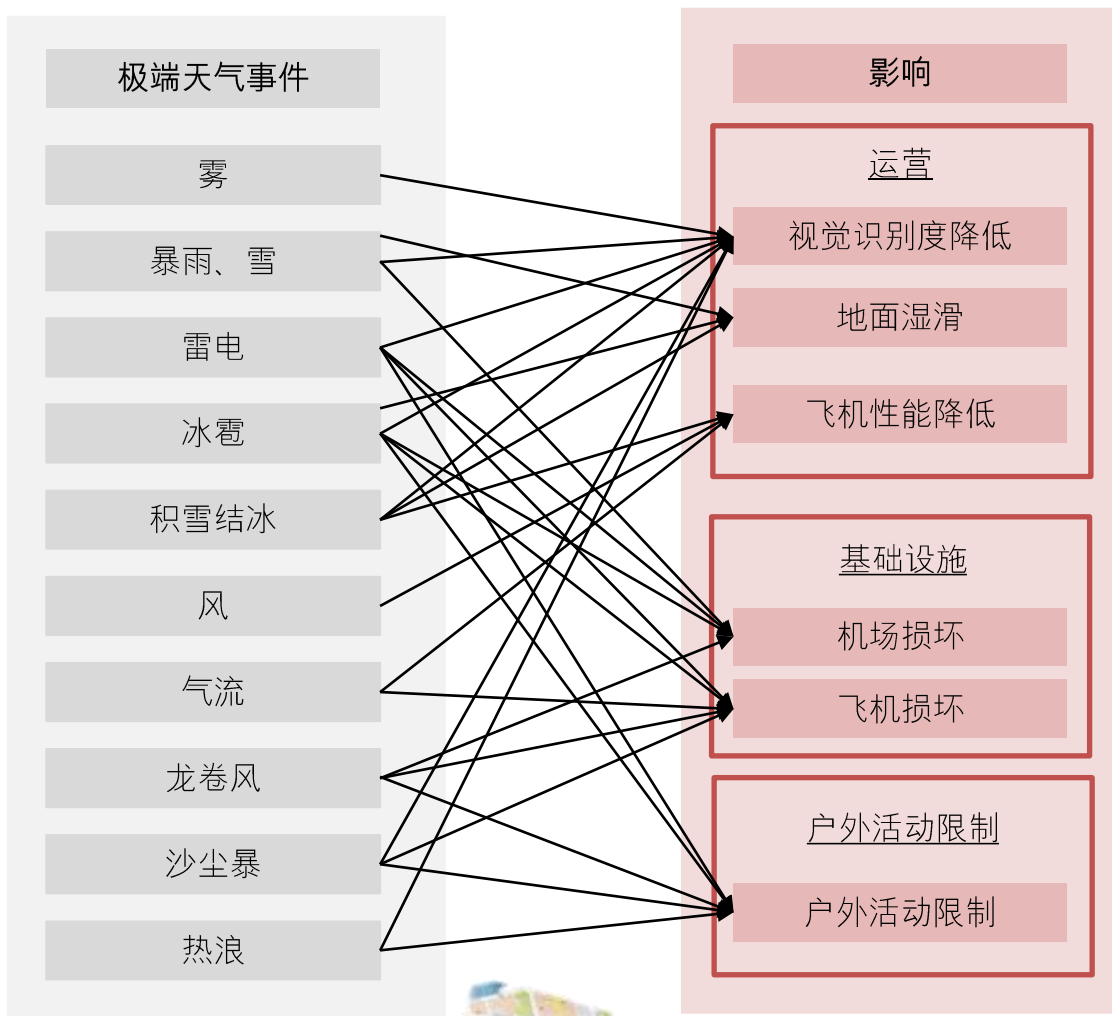 极端天气事件
雾
暴雨、雪
雷电
冰雹
积雪结冰
风
气流
龙卷风
沙尘暴
热浪
影响
运营
视觉识别度降低
地面湿滑
飞机性能降低
基础设施
机场损坏
飞机损坏
户外活动限制
户外活动限制